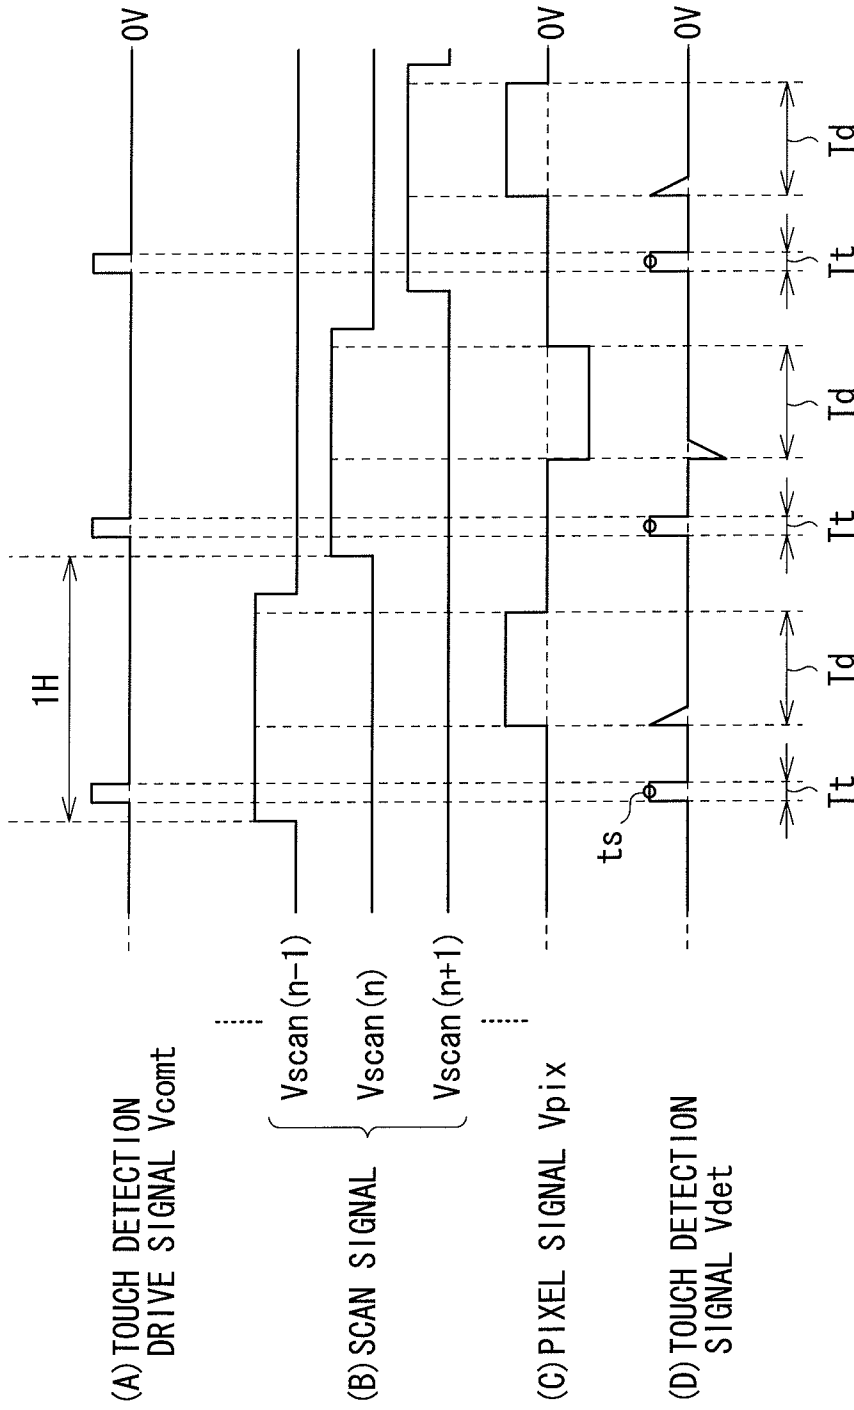 1H
(A)TOUCH DETECTION
DRIVE SIGNAL Vcomt
0V
(B)SCAN SIGNAL
Vscan(n-1)
Vscan(n)
Vscan(n+1)
(C)PIXEL SIGNAL Vpix
0V
ts
(D)TOUCH DETECTION
SIGNAL Vdet
0V
Tt
Td
Tt
Td
Tt
Td